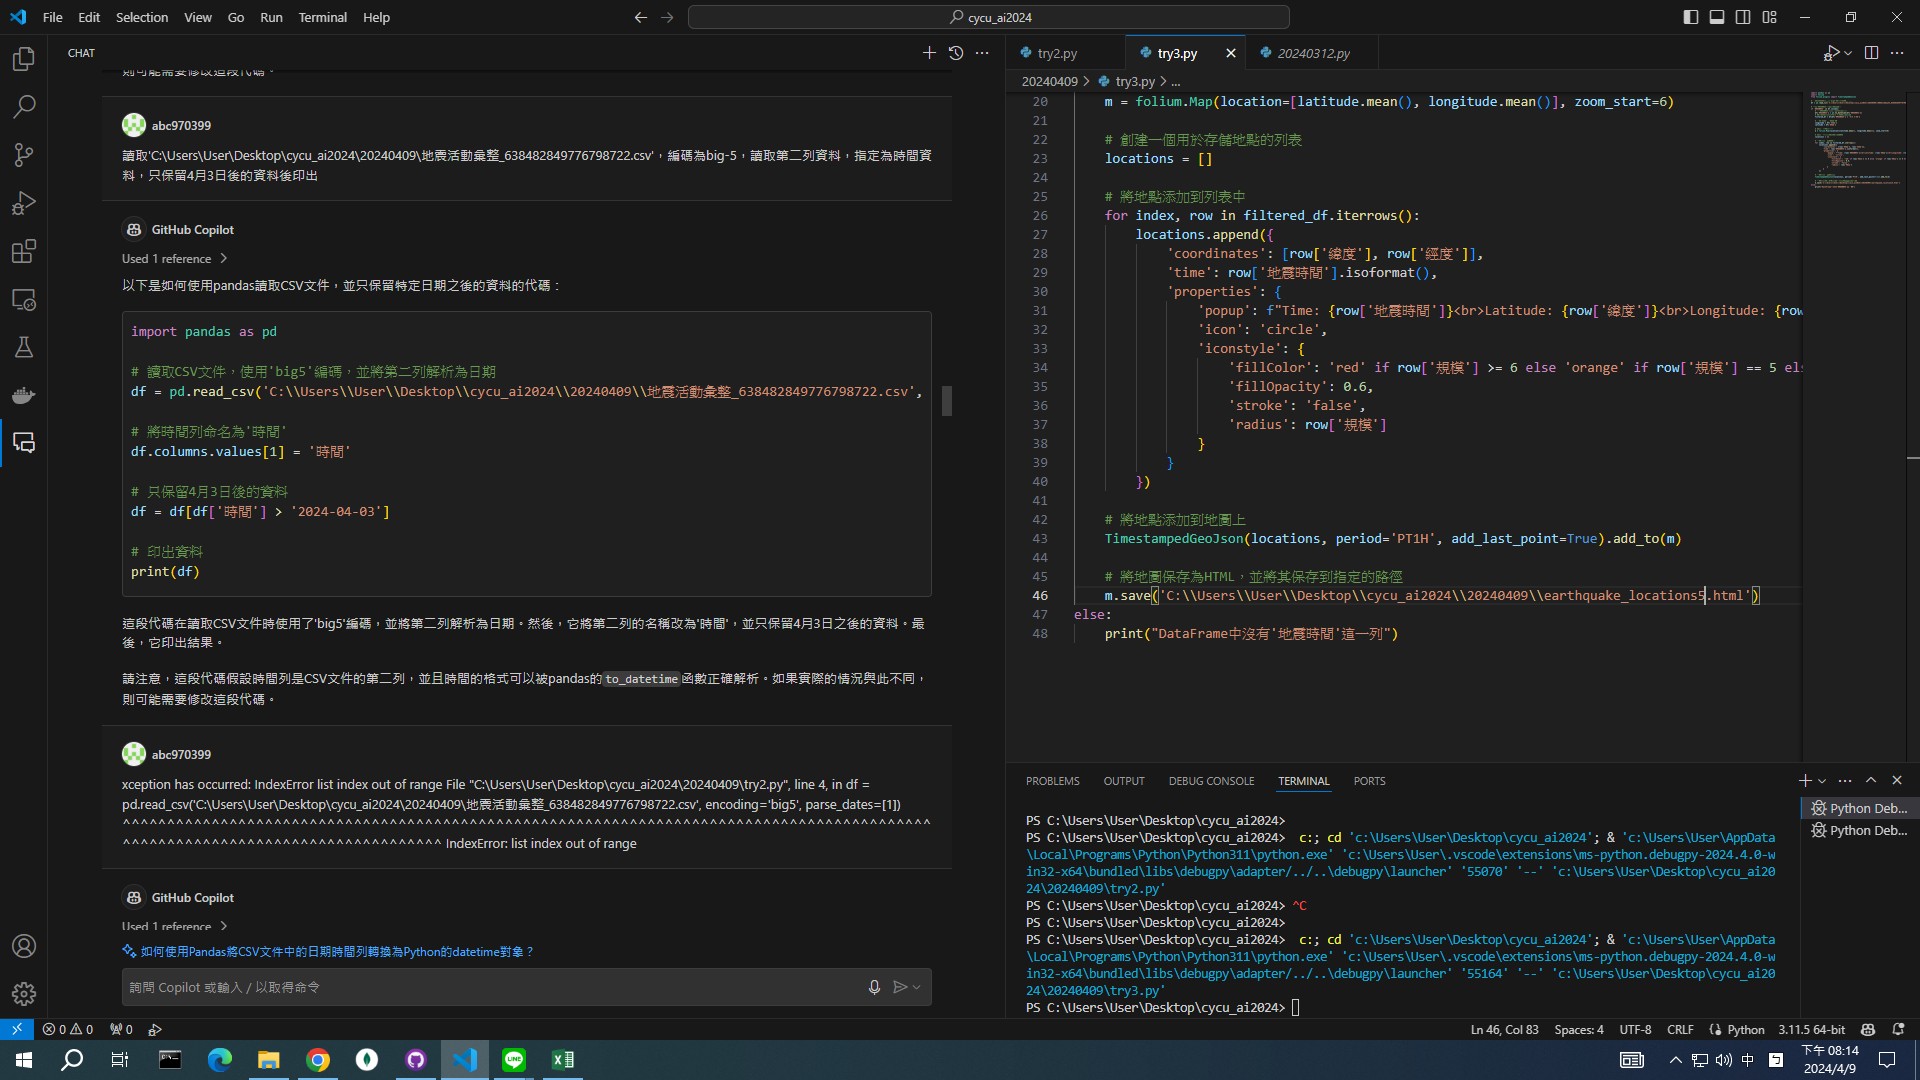 File Edit Selection View Go Run Terminal Help
cycu_ai2024
CHAT
則可能需要修改這段代碼。
abc970399
讀取'C:\Users\User\Desktop\cycu_ai2024\20240409\地震活動彙整_638482849776798722.csv'，編碼為big-5，讀取第二列資料，指定為時間資
料，只保留4月3日後的資料後印出
GitHub Copilot
Used 1 reference
以下是如何使用pandas讀取CSV文件，並只保留特定日期之後的資料的代碼：
import pandas as pd
# 讀取CSV文件，使用'big5'編碼，並將第二列解析為日期
df = pd.read_csv('C:\\Users\\User\\Desktop\\cycu_ai2024\\20240409\\地震活動彙整_638482849776798722.csv',
# 將時間列命名為'時間'
df.columns.values[1] = '時間'
# 只保留4月3日後的資料
df = df[df['時間'] > '2024-04-03']
# 印出資料
print(df)
這段代碼在讀取CSV文件時使用了'big5'編碼，並將第二列解析為日期。然後，它將第二列的名稱改為'時間'，並只保留4月3日之後的資料。最
後，它印出結果。
請注意，這段代碼假設時間列是CSV文件的第二列，並且時間的格式可以被pandas的to_datetime函數正確解析。如果實際的情況與此不同，
則可能需要修改這段代碼。
abc970399
xception has occurred: IndexError list index out of range File "C:\Users\User\Desktop\cycu_ai2024\20240409\try2.py", line 4, in df =
pd.read_csv('C:\Users\User\Desktop\cycu_ai2024\20240409\地震活動彙整_638482849776798722.csv', encoding='big5', parse_dates=[1])
^^^^^^^^^^^^^^^^^^^^^^^^^^^^^^^^^^^^^^^^^^^^^^^^^^^^^^^^^^^^^^^^^^^^^^^^^^^^^^^^^^^^^^^^^^
^^^^^^^^^^^^^^^^^^^^^^^^^^^^^^^^^^^ IndexError: list index out of range
GitHub Copilot
Used 1 reference
如何使用Pandas將CSV文件中的日期時間列轉換為Python的datetime對象？
詢問 Copilot 或輸入 / 以取得命令
try2.py try3.py 20240312.py
20240409 > try3.py > ...
20 m = folium.Map(location=[latitude.mean(), longitude.mean()], zoom_start=6)
21
22 # 創建一個用於存儲地點的列表
23 locations = []
24
25 # 將地點添加到列表中
26 for index, row in filtered_df.iterrows():
27 locations.append({
28 'coordinates': [row['緯度'], row['經度']],
29 'time': row['地震時間'].isoformat(),
30 'properties': {
31 'popup': f"Time: {row['地震時間']}<br>Latitude: {row['緯度']}<br>Longitude: {row
32 'icon': 'circle',
33 'iconstyle': {
34 'fillColor': 'red' if row['規模'] >= 6 else 'orange' if row['規模'] == 5 els
35 'fillOpacity': 0.6,
36 'stroke': 'false',
37 'radius': row['規模']
38 }
39 }
40 })
41
42 # 將地點添加到地圖上
43 TimestampedGeoJson(locations, period='PT1H', add_last_point=True).add_to(m)
44
45 # 將地圖保存為HTML，並將其保存到指定的路徑
46 m.save('C:\\Users\\User\\Desktop\\cycu_ai2024\\20240409\\earthquake_locations5.html')
47 else:
48 print("DataFrame中沒有'地震時間'這一列")
PROBLEMS OUTPUT DEBUG CONSOLE TERMINAL PORTS
Python Deb...
Python Deb...
PS C:\Users\User\Desktop\cycu_ai2024>
PS C:\Users\User\Desktop\cycu_ai2024> c:; cd 'c:\Users\User\Desktop\cycu_ai2024'; & 'c:\Users\User\AppData
\Local\Programs\Python\Python311\python.exe' 'c:\Users\User\.vscode\extensions\ms-python.debugpy-2024.4.0-w
in32-x64\bundled\libs\debugpy\adapter/../..\debugpy\launcher' '55070' '--' 'c:\Users\User\Desktop\cycu_ai20
24\20240409\try2.py'
PS C:\Users\User\Desktop\cycu_ai2024> ^C
PS C:\Users\User\Desktop\cycu_ai2024>
PS C:\Users\User\Desktop\cycu_ai2024> c:; cd 'c:\Users\User\Desktop\cycu_ai2024'; & 'c:\Users\User\AppData
\Local\Programs\Python\Python311\python.exe' 'c:\Users\User\.vscode\extensions\ms-python.debugpy-2024.4.0-w
in32-x64\bundled\libs\debugpy\adapter/../..\debugpy\launcher' '55164' '--' 'c:\Users\User\Desktop\cycu_ai20
24\20240409\try3.py'
PS C:\Users\User\Desktop\cycu_ai2024>
0 0 0 Ln 46, Col 83 Spaces: 4 UTF-8 CRLF Python 3.11.5 64-bit
LINE
中 ㄅ 下午 08:14
2024/4/9